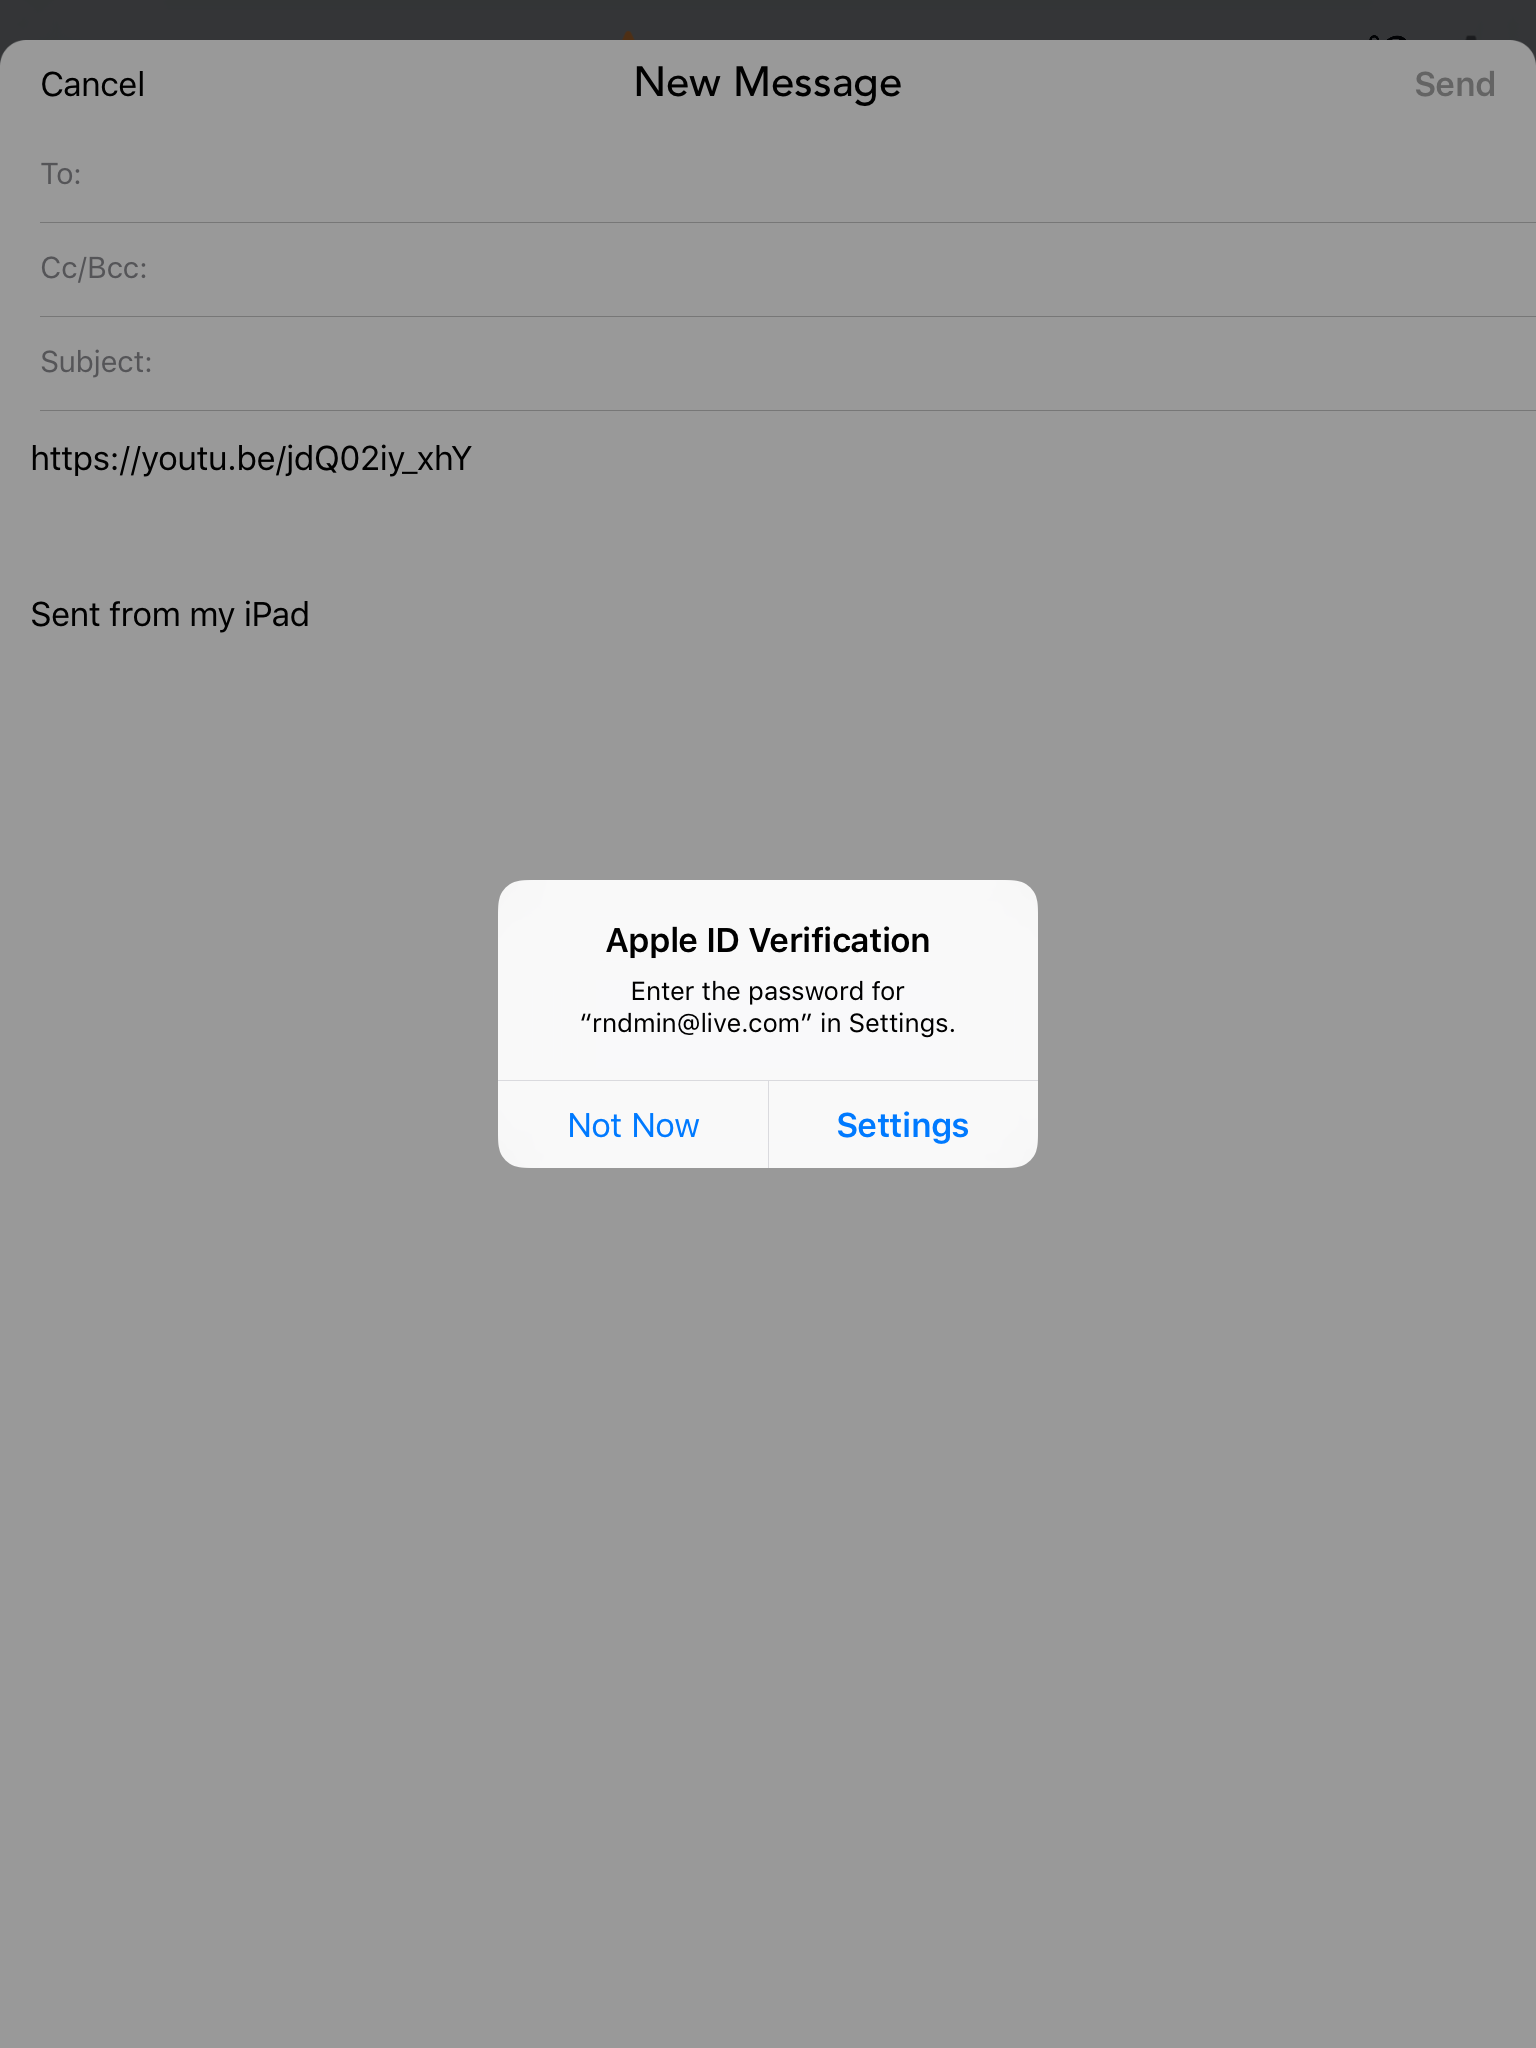 Cancel New Message Send
To:
Cc/Bcc:
Subject:
https://youtu.be/jdQ02iy_xhY
Sent from my iPad
Apple ID Verification
Enter the password for
“rndmin@live.com” in Settings.
Not Now Settings